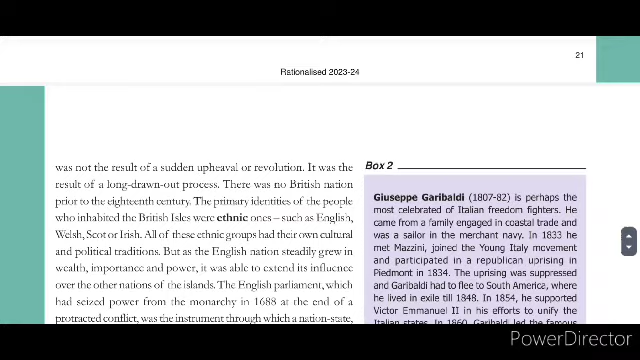 21
Rationalised 2023-24
was not the result of a sudden upheaval or revolution. It was the
result of a long-drawn-out process. There was no British nation
prior to the eighteenth century. The primary identities of the people
who inhabited the British Isles were ethnic ones – such as English,
Welsh, Scot or Irish. All of these ethnic groups had their own cultural
and political traditions. But as the English nation steadily grew in
wealth, importance and power, it was able to extend its influence
over the other nations of the islands. The English parliament, which
had seized power from the monarchy in 1688 at the end of a
protracted conflict, was the instrument through which a nation-state,
Box 2
Giuseppe Garibaldi (1807-82) is perhaps the
most celebrated of Italian freedom fighters. He
came from a family engaged in coastal trade and
was a sailor in the merchant navy. In 1833 he
met Mazzini, joined the Young Italy movement
and participated in a republican uprising in
Piedmont in 1834. The uprising was suppressed
and Garibaldi had to flee to South America, where
he lived in exile till 1848. In 1854, he supported
Victor Emmanuel II in his efforts to unify the
Italian states. In 1860, Garibaldi led the famous
PowerDirector